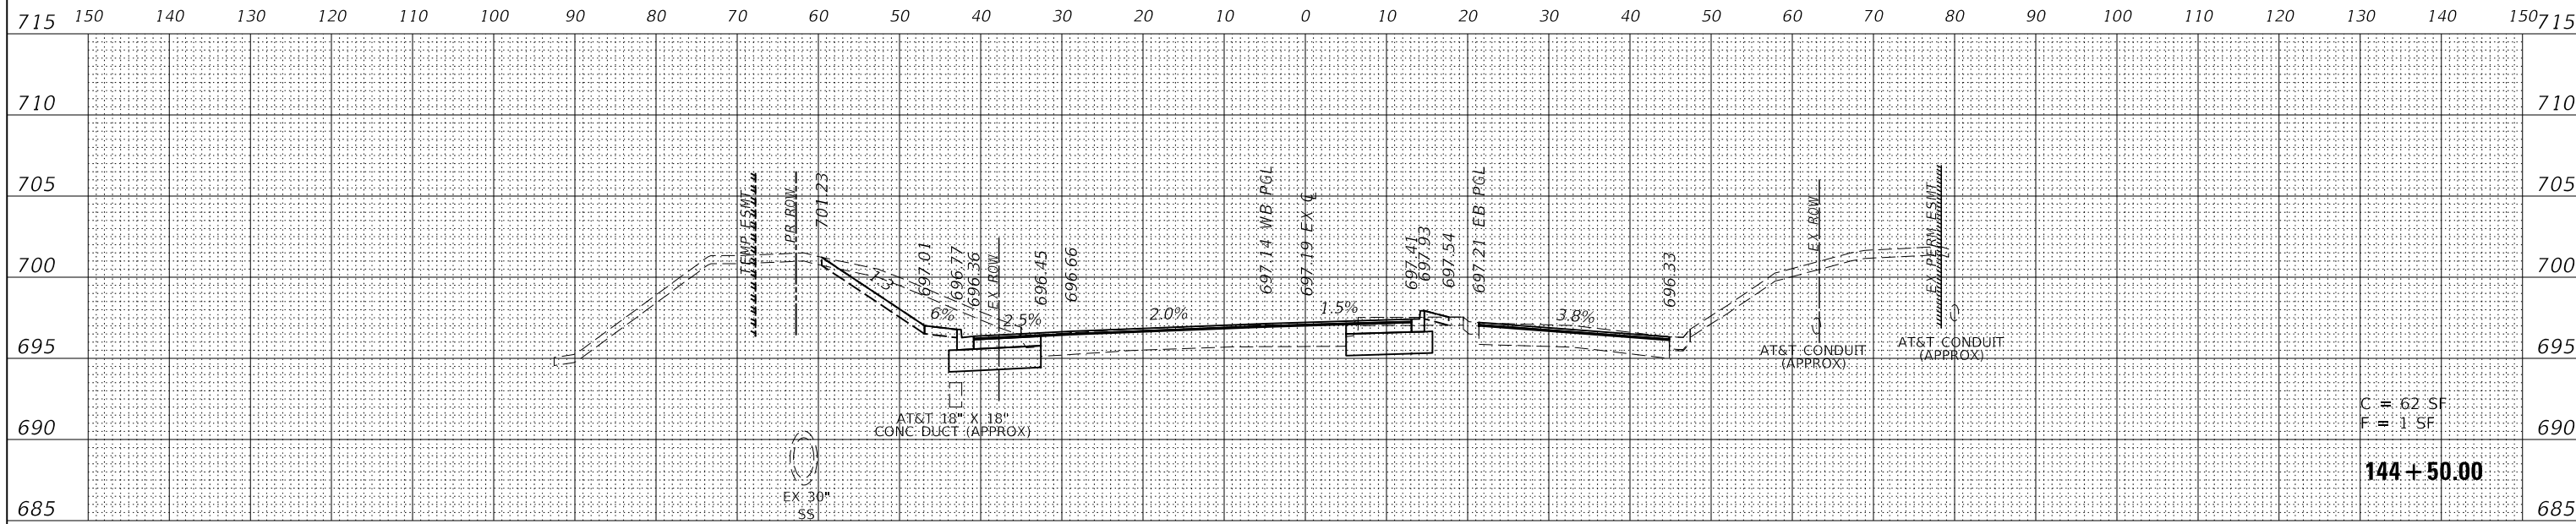 150 140 130 120 110 100 90 80 70 60 50 40 30 20 10 0 10 20 30 40 50 60 70 80 90 100 110 120 130 140 150
715 715
710 710
705 705
700 700
695 695
690 690
685 685
TEMP ESMT
PR ROW
701.23
1:3
697.01
6%
696.77
696.36
EX ROW
2.5%
696.45
696.66
2.0%
697.14 WB PGL
697.19 EX ℄
1.5%
697.41
697.93
697.54
697.21 EB PGL
3.8%
696.33
EX ROW
EX PERM ESMT
AT&T CONDUIT
(APPROX)
AT&T CONDUIT
(APPROX)
AT&T 18" X 18"
CONC DUCT (APPROX)
EX 30"
SS
C = 62 SF
F = 1 SF
144+50.00